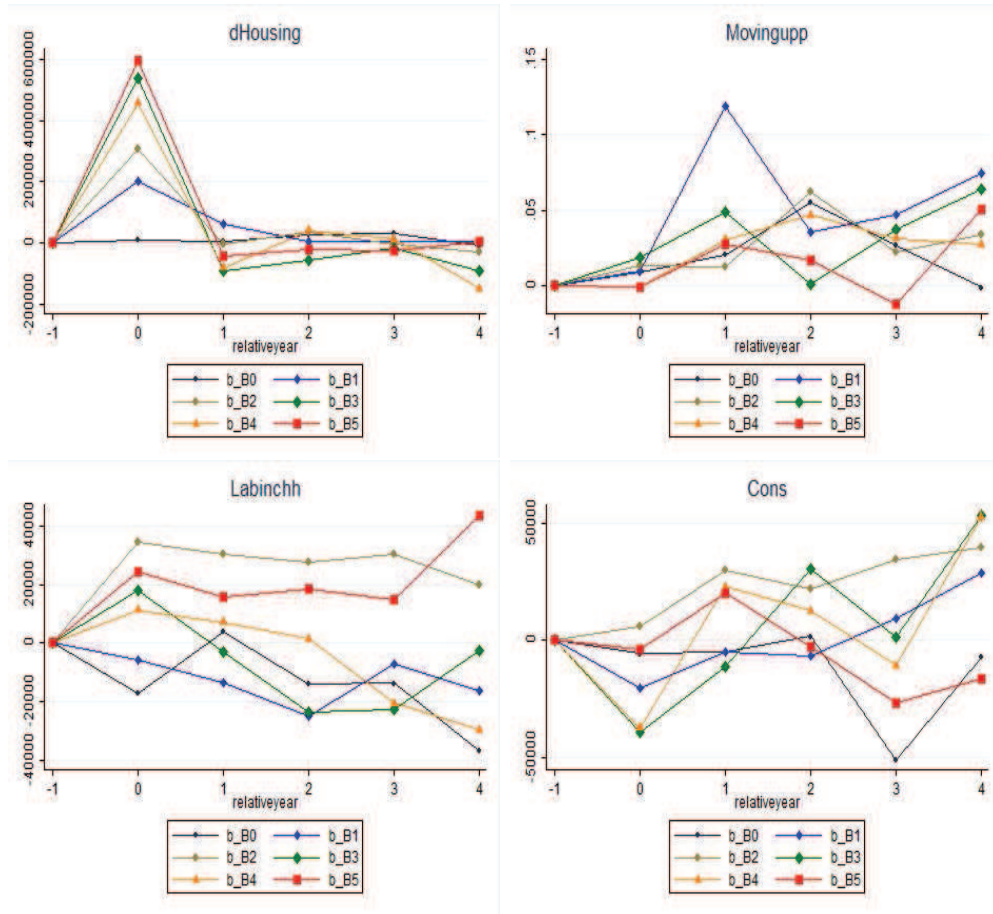 dHousing
600000
400000
200000
0
-200000
-1 0 1 2 3 4
relativeyear
b_B0 b_B1
b_B2 b_B3
b_B4 b_B5
Movingupp
.15
.1
.05
0
-1 0 1 2 3 4
relativeyear
b_B0 b_B1
b_B2 b_B3
b_B4 b_B5
Labinchh
40000
20000
0
-20000
-40000
-1 0 1 2 3 4
relativeyear
b_B0 b_B1
b_B2 b_B3
b_B4 b_B5
Cons
50000
0
-50000
-1 0 1 2 3 4
relativeyear
b_B0 b_B1
b_B2 b_B3
b_B4 b_B5